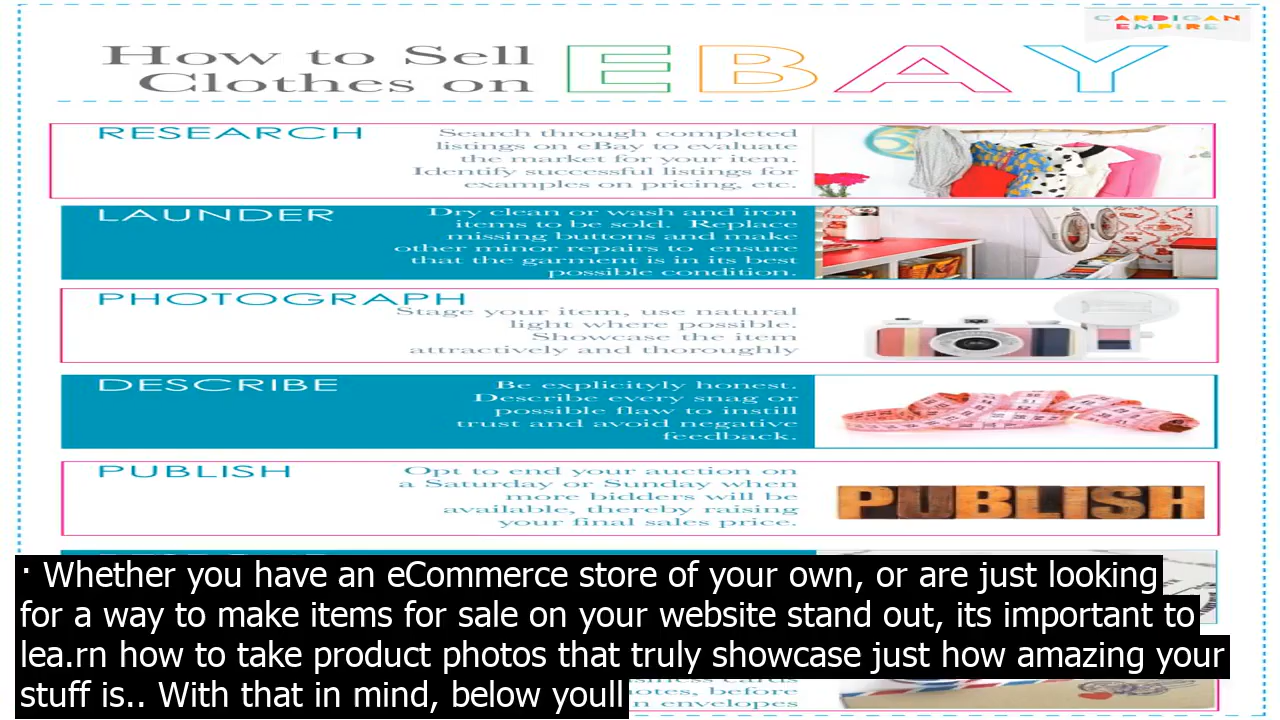 CARDIGAN
EMPIRE
How to Sell
Clothes on
EBAY
RESEARCH
Search through completed
listings on eBay to evaluate
the market for your item.
Identify successful listings for
examples on pricing, etc.
LAUNDER
Dry clean or wash and iron
items to be sold. Replace
missing buttons and make
other minor repairs to ensure
that the garment is in its best
possible condition.
PHOTOGRAPH
Stage your item, use natural
light where possible.
Showcase the item
attractively and thoroughly
DESCRIBE
Be explicityly honest.
Describe every snag or
possible flaw to instill
trust and avoid negative
feedback.
PUBLISH
Opt to end your auction on
a Saturday or Sunday when
more bidders will be
available, thereby raising
your final sales price.
PUBLISH
· Whether you have an eCommerce store of your own, or are just looking
for a way to make items for sale on your website stand out, its important to
lea.rn how to take product photos that truly showcase just how amazing your
stuff is.. With that in mind, below youll
cards
notes, before
envelopes